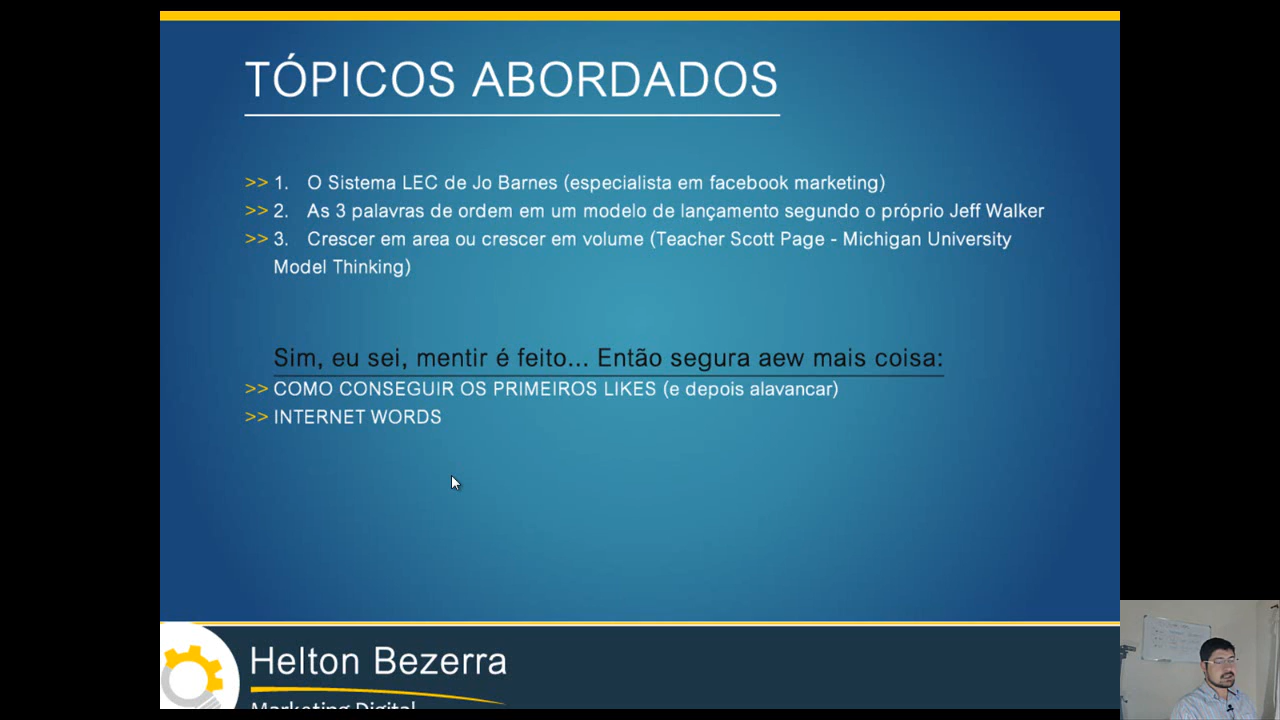 TÓPICOS ABORDADOS
>> 1. O Sistema LEC de Jo Barnes (especialista em facebook marketing)
>> 2. As 3 palavras de ordem em um modelo de lançamento segundo o próprio Jeff Walker
>> 3. Crescer em area ou crescer em volume (Teacher Scott Page - Michigan University
Model Thinking)
Sim, eu sei, mentir é feito... Então segura aew mais coisa:
>> COMO CONSEGUIR OS PRIMEIROS LIKES (e depois alavancar)
>> INTERNET WORDS
Helton Bezerra
Marketing Digital